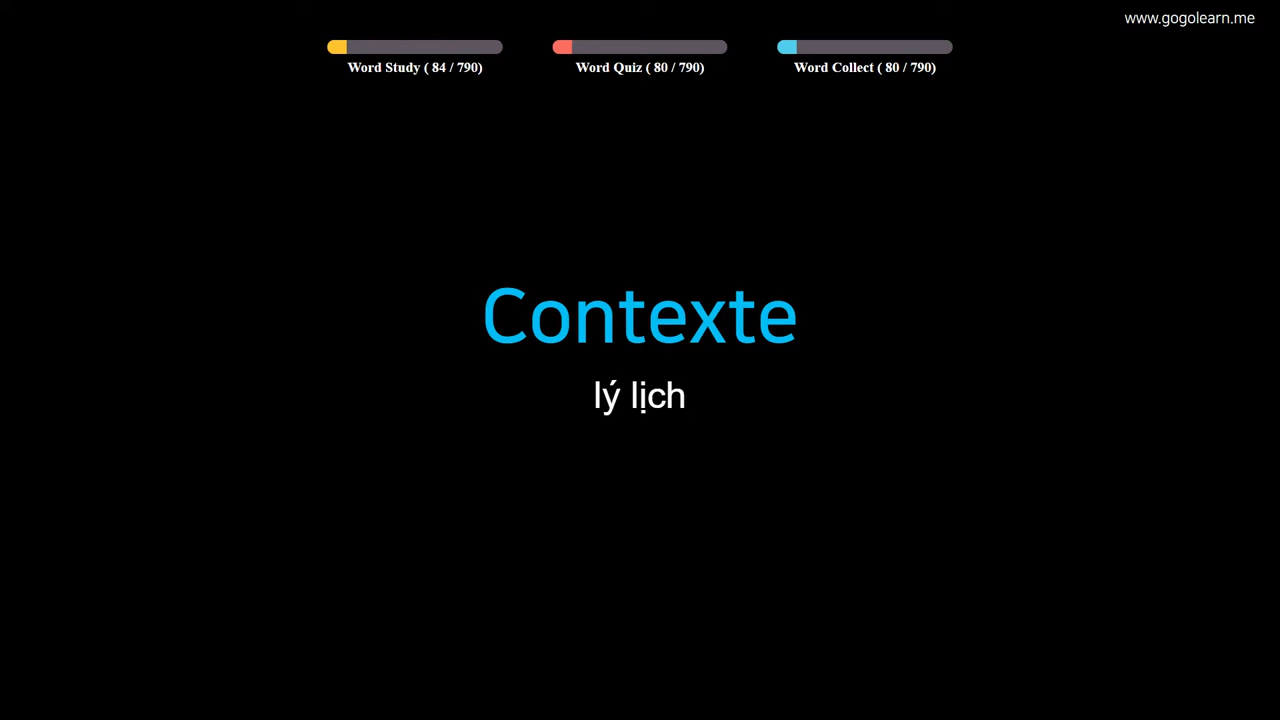 www.gogolearn.me
Word Study ( 84 / 790)
Word Quiz ( 80 / 790)
Word Collect ( 80 / 790)
Contexte
lý lịch